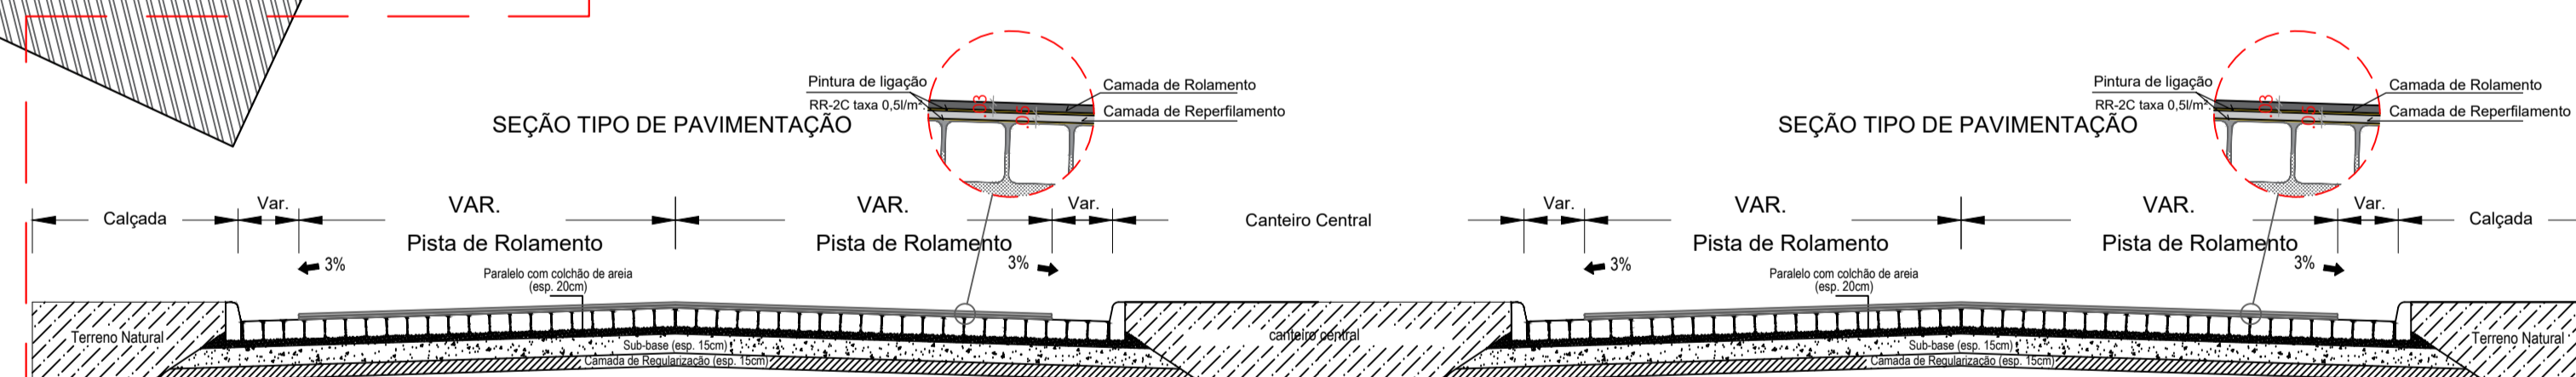 Pintura de ligação
RR-2C taxa 0,5l/m².
Camada de Rolamento
Camada de Reperfilamento
.03
SEÇÃO TIPO DE PAVIMENTAÇÃO
Pintura de ligação
RR-2C taxa 0,5l/m².
Camada de Rolamento
Camada de Reperfilamento
.03
SEÇÃO TIPO DE PAVIMENTAÇÃO
Calçada
Var.
VAR.
Pista de Rolamento
VAR.
Pista de Rolamento
Var.
Canteiro Central
Var.
VAR.
Pista de Rolamento
VAR.
Pista de Rolamento
Var.
Calçada
3%
Paralelo com colchão de areia
(esp. 20cm)
3%
3%
Paralelo com colchão de areia
(esp. 20cm)
3%
Terreno Natural
Sub-base (esp. 15cm)
Camada de Regularização (esp. 15cm)
canteiro central
Sub-base (esp. 15cm)
Camada de Regularização (esp. 15cm)
Terreno Natural